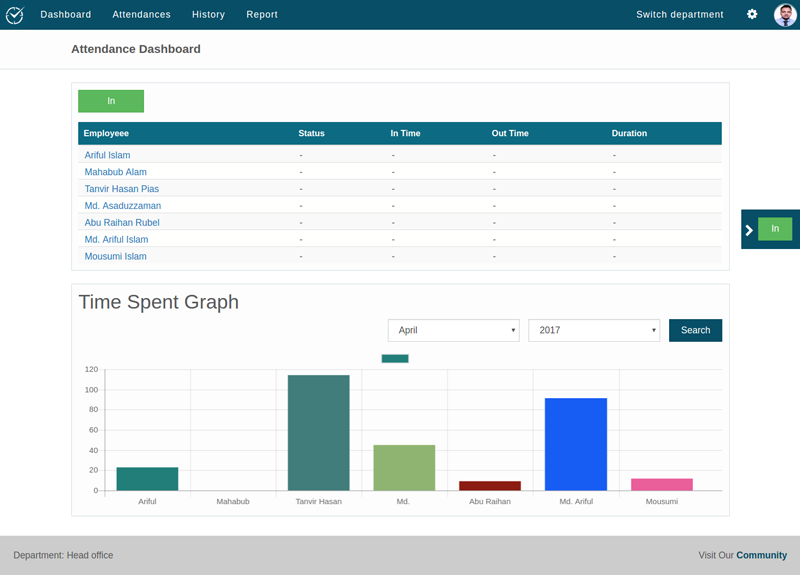 Dashboard Attendances History Report Switch department
Attendance Dashboard
In
Employeee Status In Time Out Time Duration
Ariful Islam - - - -
Mahabub Alam - - - -
Tanvir Hasan Pias - - - -
Md. Asaduzzaman - - - -
Abu Raihan Rubel - - - -
Md. Ariful Islam - - - -
Mousumi Islam - - - -
In
Time Spent Graph
April 2017 Search
120
100
80
60
40
20
0
Ariful Mahabub Tanvir Hasan Md. Abu Raihan Md. Ariful Mousumi
Department: Head office Visit Our Community